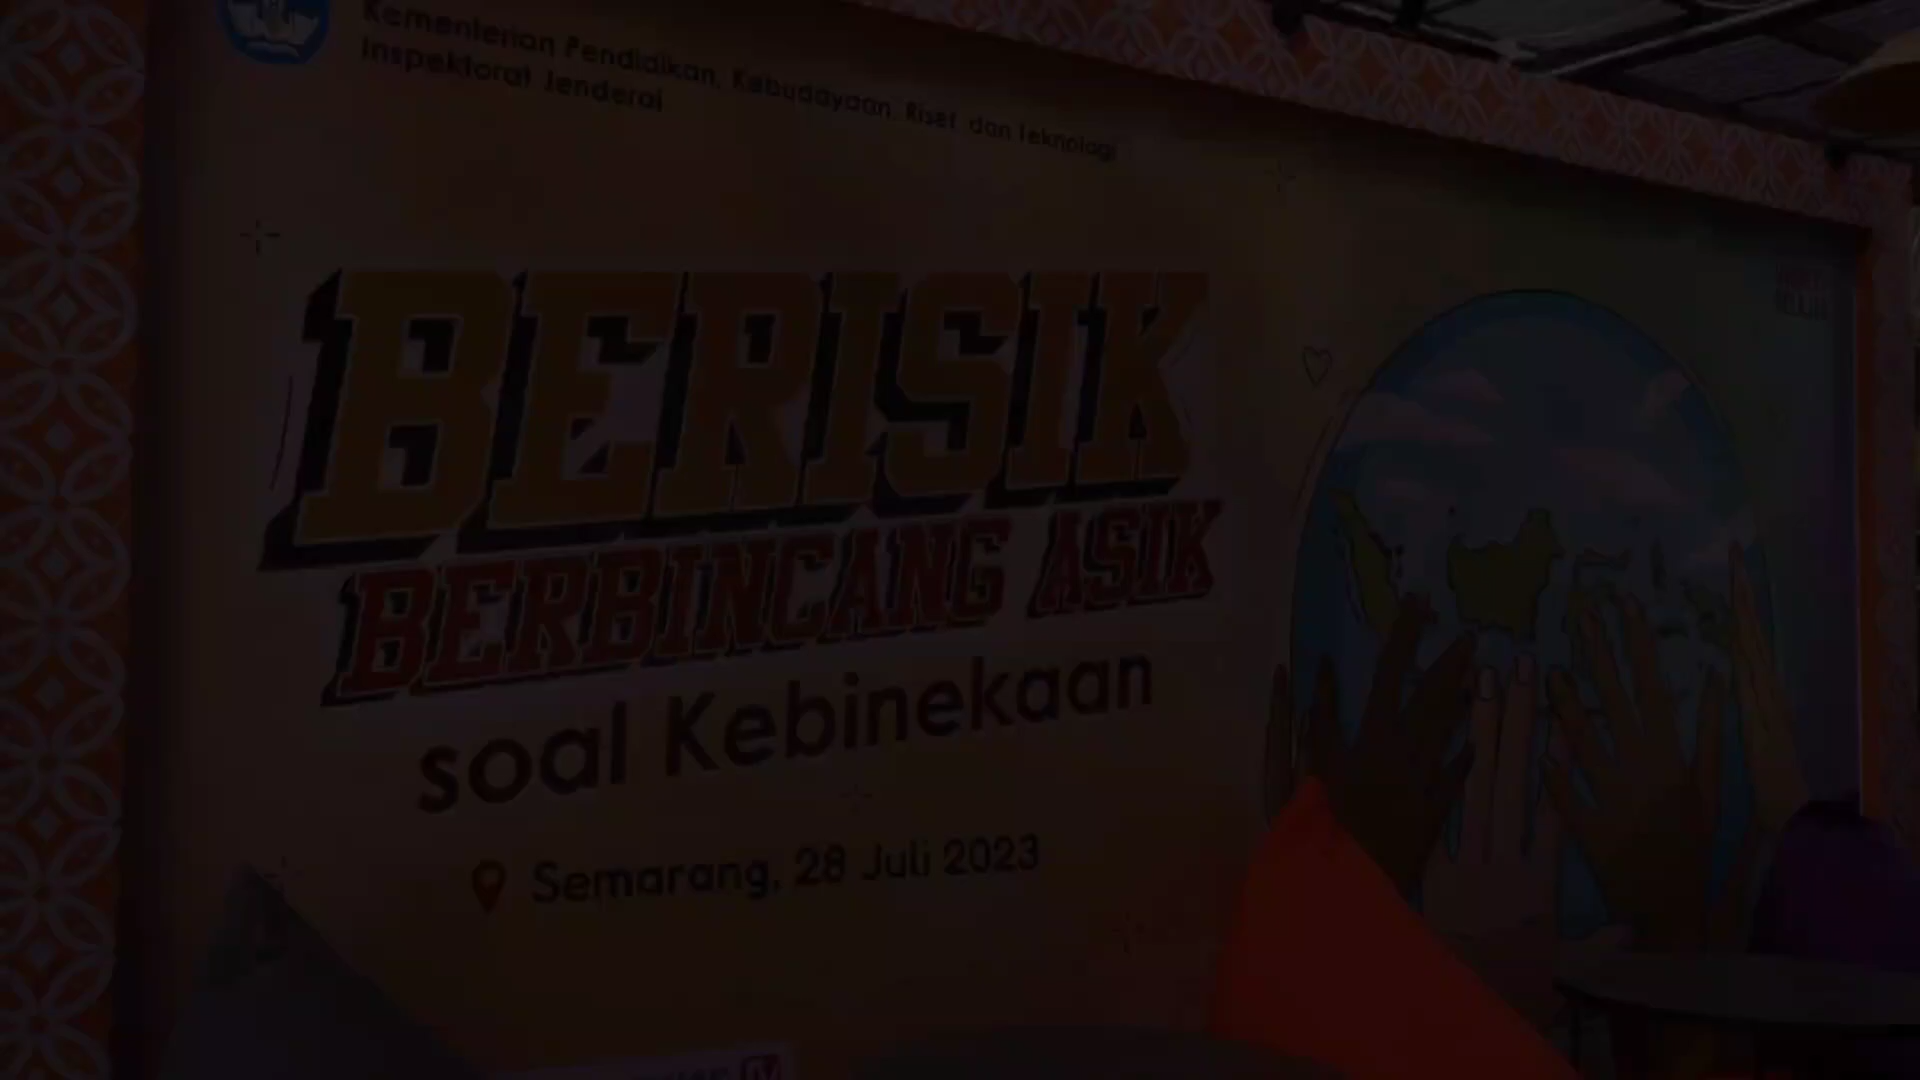 Kementerian Pendidikan, Kebudayaan, Riset, dan Teknologi
Inspektorat Jenderal
BERISIK
BERBINCANG ASIK
soal Kebinekaan
Semarang, 28 Juli 2023